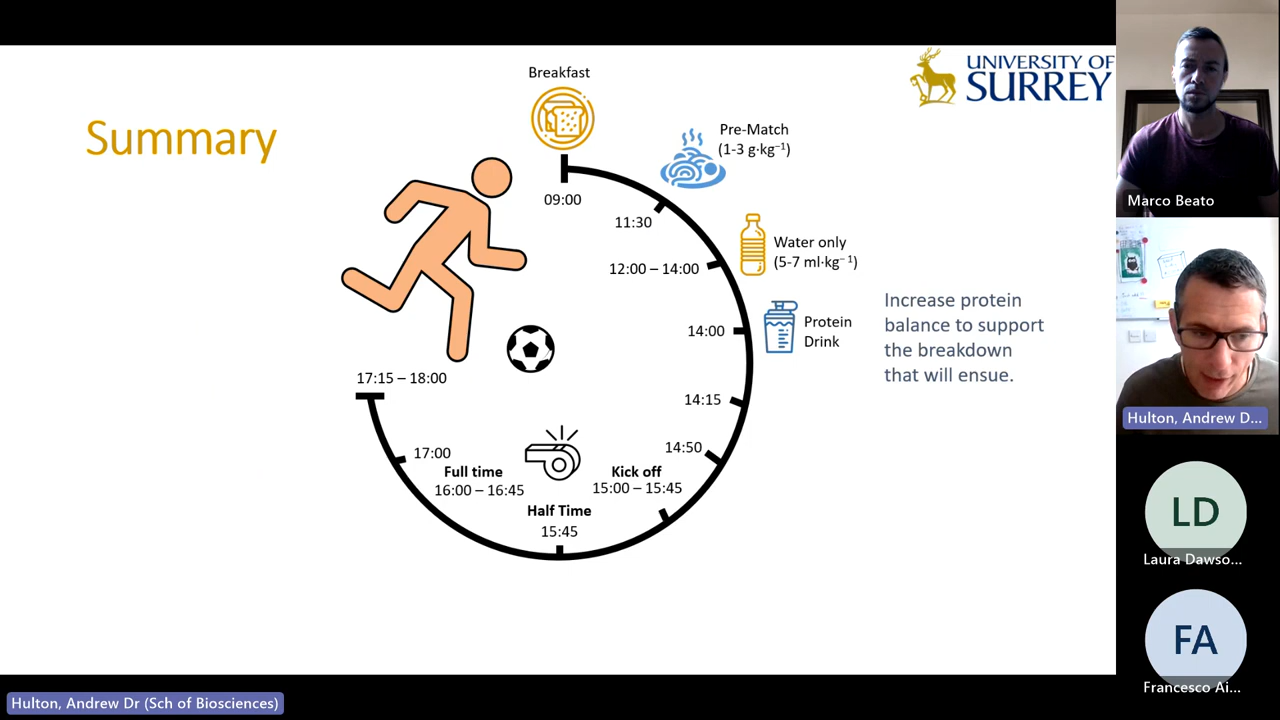 Summary
Breakfast
09:00
Pre-Match
(1-3 g·kg⁻¹)
11:30
Water only
(5-7 ml·kg⁻¹)
12:00 – 14:00
Protein
Drink
14:00
Increase protein
balance to support
the breakdown
that will ensue.
14:15
14:50
Kick off
15:00 – 15:45
Half Time
15:45
Full time
16:00 – 16:45
17:00
17:15 – 18:00
UNIVERSITY OF
SURREY
Marco Beato
Hulton, Andrew D...
LD
Laura Dawso...
FA
Francesco Ai...
Hulton, Andrew Dr (Sch of Biosciences)